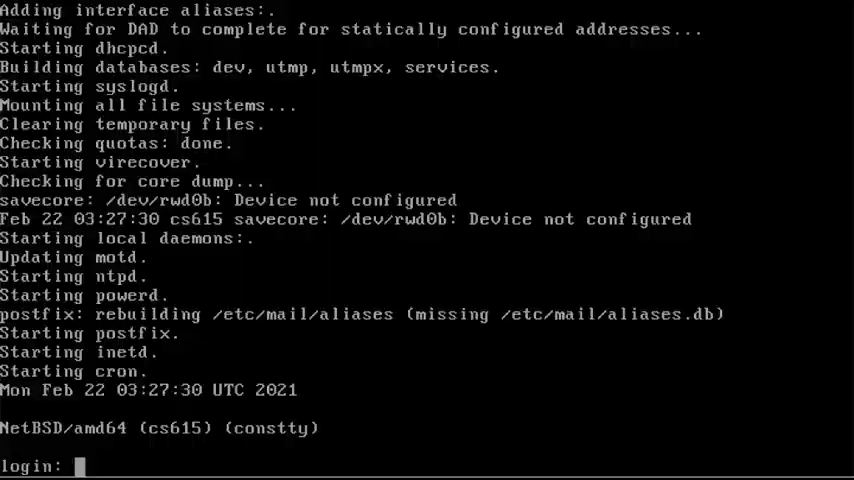 Adding interface aliases:.
Waiting for DAD to complete for statically configured addresses...
Starting dhcpcd.
Building databases: dev, utmp, utmpx, services.
Starting syslogd.
Mounting all file systems...
Clearing temporary files.
Checking quotas: done.
Starting virecover.
Checking for core dump...
savecore: /dev/rwd0b: Device not configured
Feb 22 03:27:30 cs615 savecore: /dev/rwd0b: Device not configured
Starting local daemons:.
Updating motd.
Starting ntpd.
Starting powerd.
postfix: rebuilding /etc/mail/aliases (missing /etc/mail/aliases.db)
Starting postfix.
Starting inetd.
Starting cron.
Mon Feb 22 03:27:30 UTC 2021
NetBSD/amd64 (cs615) (constty)
login: